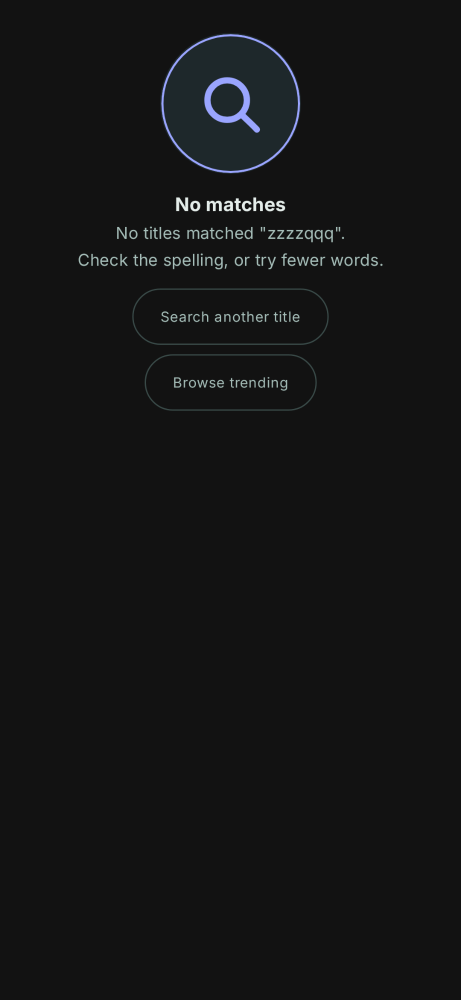 No matches
No titles matched "zzzzqqq".
Check the spelling, or try fewer words.
Search another title
Browse trending